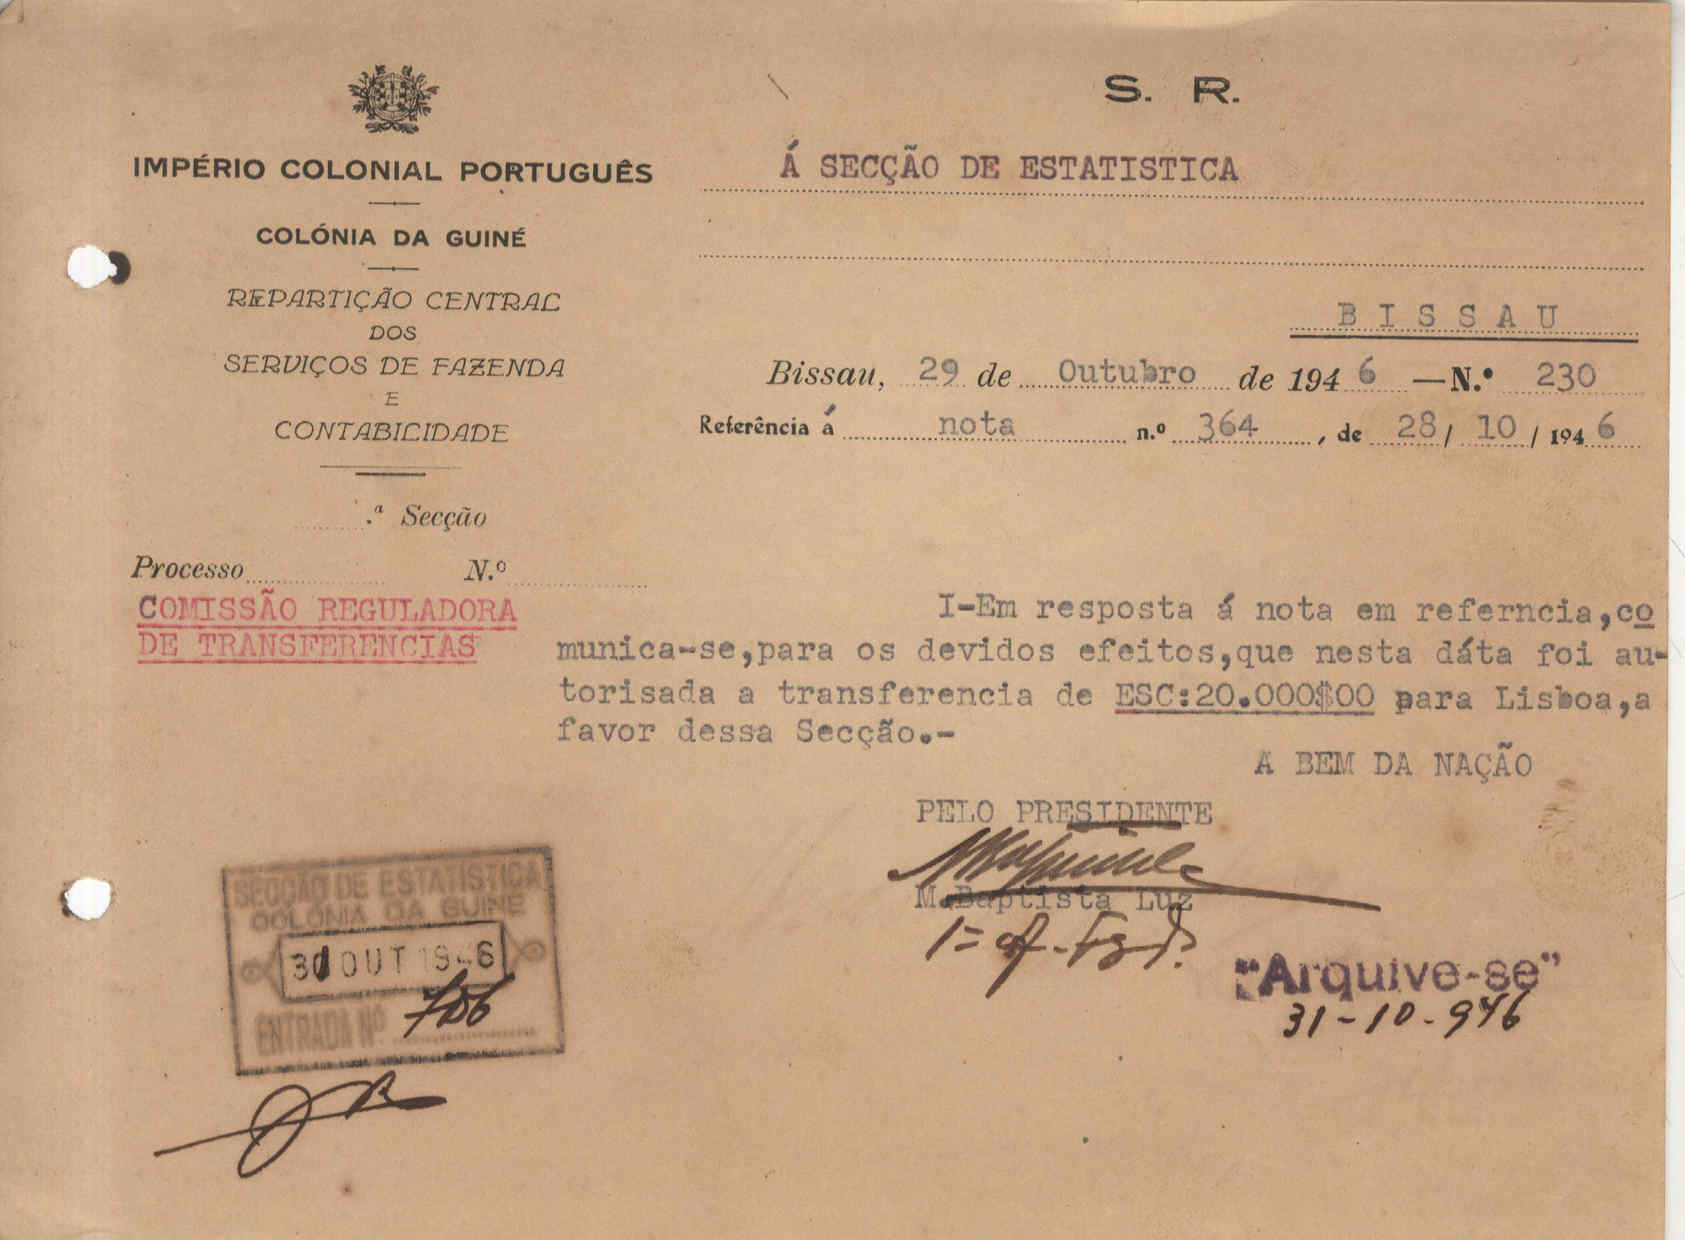 S. R.
IMPÉRIO COLONIAL PORTUGUÊS
COLÓNIA DA GUINÉ
REPARTIÇÃO CENTRAL
DOS
SERVIÇOS DE FAZENDA
E
CONTABILIDADE
.ª Secção
Processo N.º
COMISSÃO REGULADORA
DE TRANSFERENCIAS
Á SECÇÃO DE ESTATISTICA
BISSAU
Bissau, 29 de Outubro de 1946 —N.º 230
Referência á nota n.º 364, de 28/ 10 / 1946
I-Em resposta á nota em referncia,co
munica-se,para os devidos efeitos,que nesta dáta foi au-
torisada a transferencia de ESC:20.000$00 para Lisboa,a
favor dessa Secção.-
A BEM DA NAÇÃO
PELO PRESIDENTE
M.Baptista Luz
"Arquive-se"
31-10-946
SECÇÃO DE ESTATÍSTICA
COLÓNIA DA GUINÉ
OUT 1946
ENTRADA Nº 706